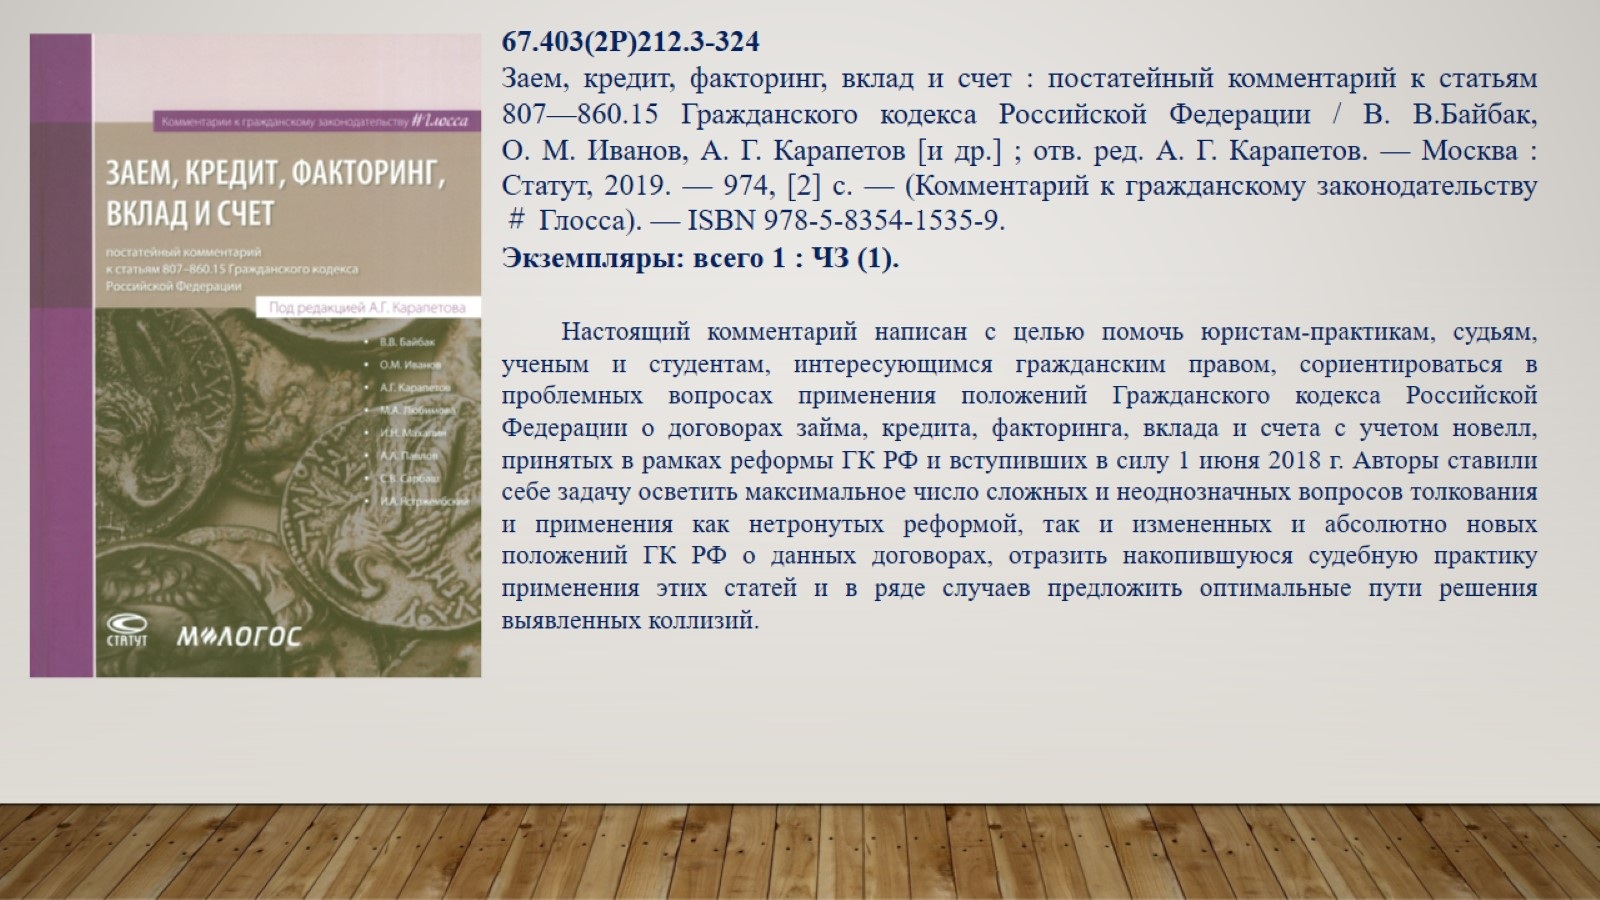 Комментарии к гражданскому законодательству #Глосса
ЗАЕМ, КРЕДИТ, ФАКТОРИНГ,
ВКЛАД И СЧЕТ
постатейный комментарий
к статьям 807–860.15 Гражданского кодекса
Российской Федерации
Под редакцией А.Г. Карапетова
• В.В. Байбак
• О.М. Иванов
• А.Г. Карапетов
• М.А. Любимова
• И.Н. Махалин
• А.А. Павлов
• С.В. Сарбаш
• И.А. Ястржембский
СТАТУТ
М-ЛОГОС
67.403(2Р)212.3-324
Заем, кредит, факторинг, вклад и счет : постатейный комментарий к статьям
807—860.15 Гражданского кодекса Российской Федерации / В. В.Байбак,
О. М. Иванов, А. Г. Карапетов [и др.] ; отв. ред. А. Г. Карапетов. — Москва :
Статут, 2019. — 974, [2] с. — (Комментарий к гражданскому законодательству
# Глосса). — ISBN 978-5-8354-1535-9.
Экземпляры: всего 1 : ЧЗ (1).
Настоящий комментарий написан с целью помочь юристам-практикам, судьям,
ученым и студентам, интересующимся гражданским правом, сориентироваться в
проблемных вопросах применения положений Гражданского кодекса Российской
Федерации о договорах займа, кредита, факторинга, вклада и счета с учетом новелл,
принятых в рамках реформы ГК РФ и вступивших в силу 1 июня 2018 г. Авторы ставили
себе задачу осветить максимальное число сложных и неоднозначных вопросов толкования
и применения как нетронутых реформой, так и измененных и абсолютно новых
положений ГК РФ о данных договорах, отразить накопившуюся судебную практику
применения этих статей и в ряде случаев предложить оптимальные пути решения
выявленных коллизий.